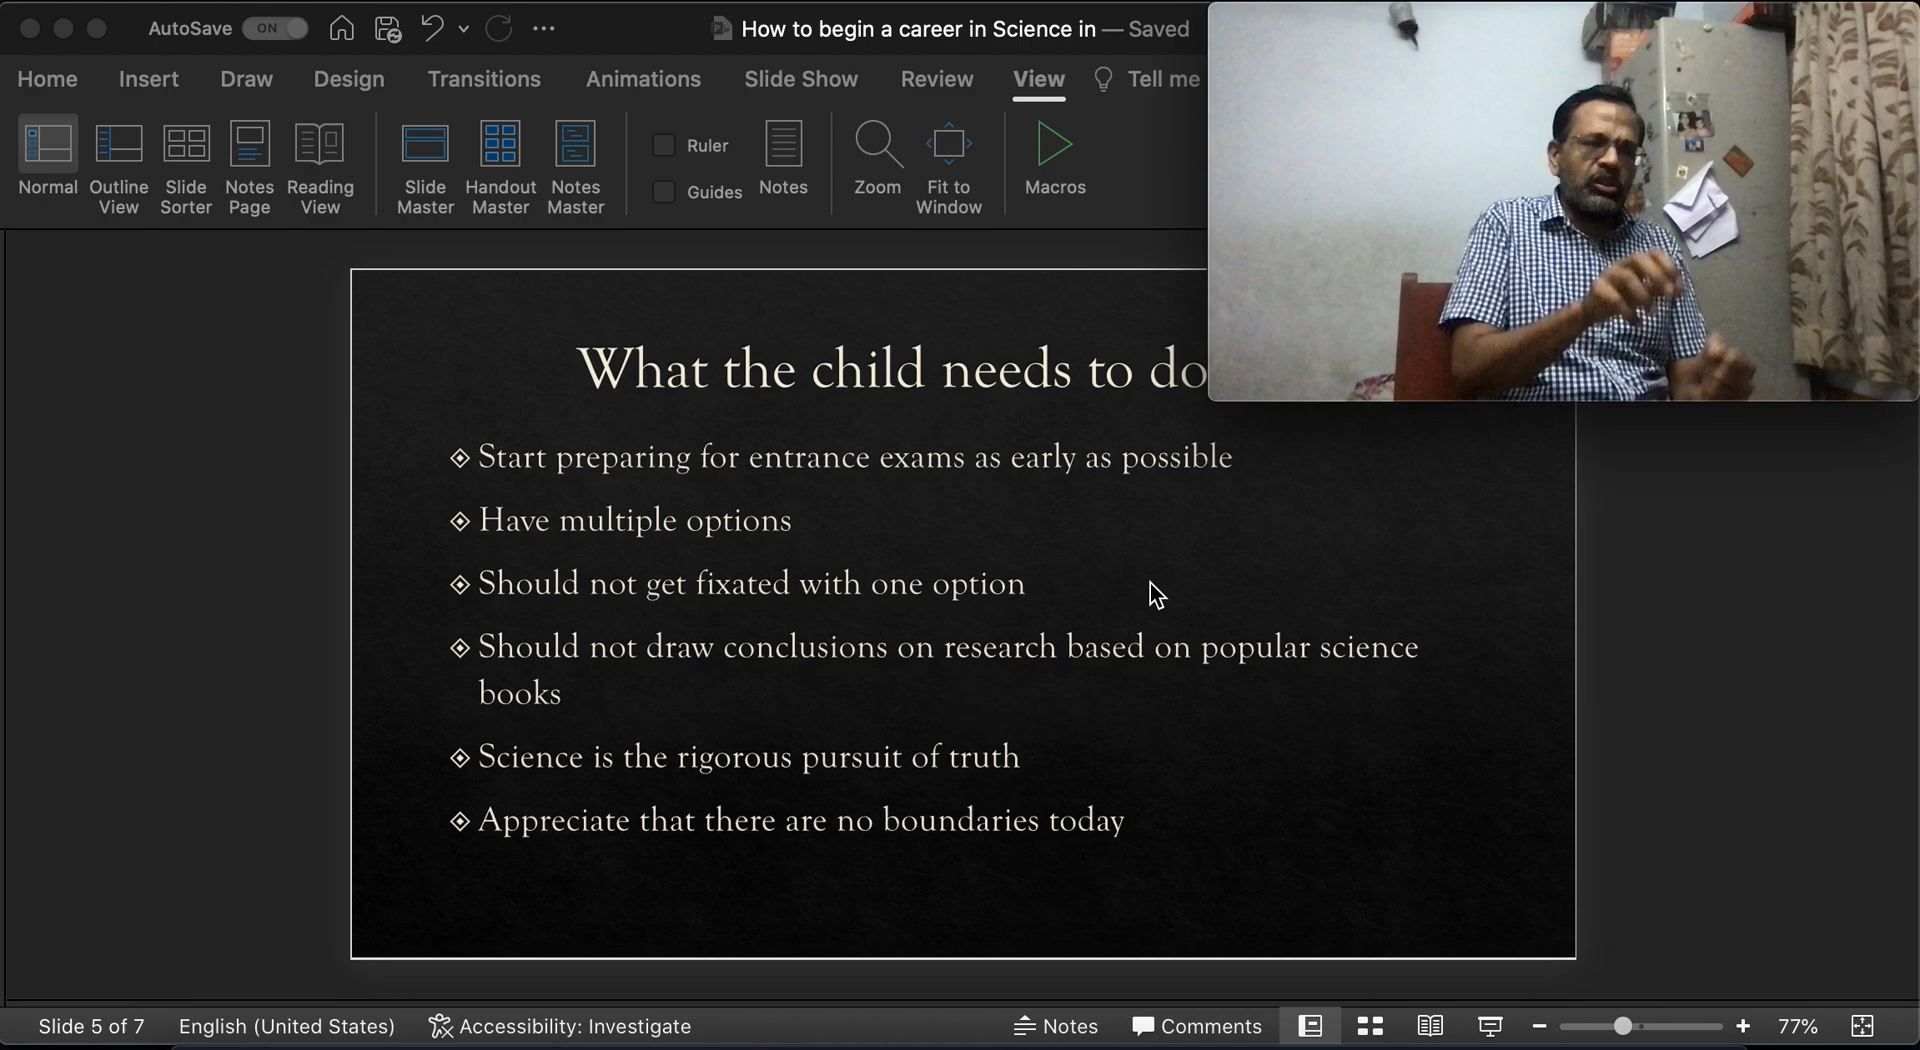 AutoSave ON How to begin a career in Science in — Saved
Home Insert Draw Design Transitions Animations Slide Show Review View Tell me
Normal Outline View Slide Sorter Notes Page Reading View Slide Master Handout Master Notes Master Ruler Guides Notes Zoom Fit to Window Macros
What the child needs to do
Start preparing for entrance exams as early as possible
Have multiple options
Should not get fixated with one option
Should not draw conclusions on research based on popular science
books
Science is the rigorous pursuit of truth
Appreciate that there are no boundaries today
Slide 5 of 7 English (United States) Accessibility: Investigate Notes Comments 77%